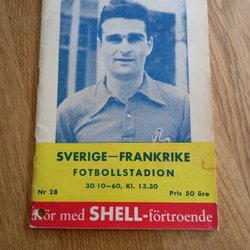 SVERIGE—FRANKRIKE
FOTBOLLSTADION
Nr 28
30.10-60, Kl. 13.30
Pris 50 öre
Kör med SHELL-förtroende